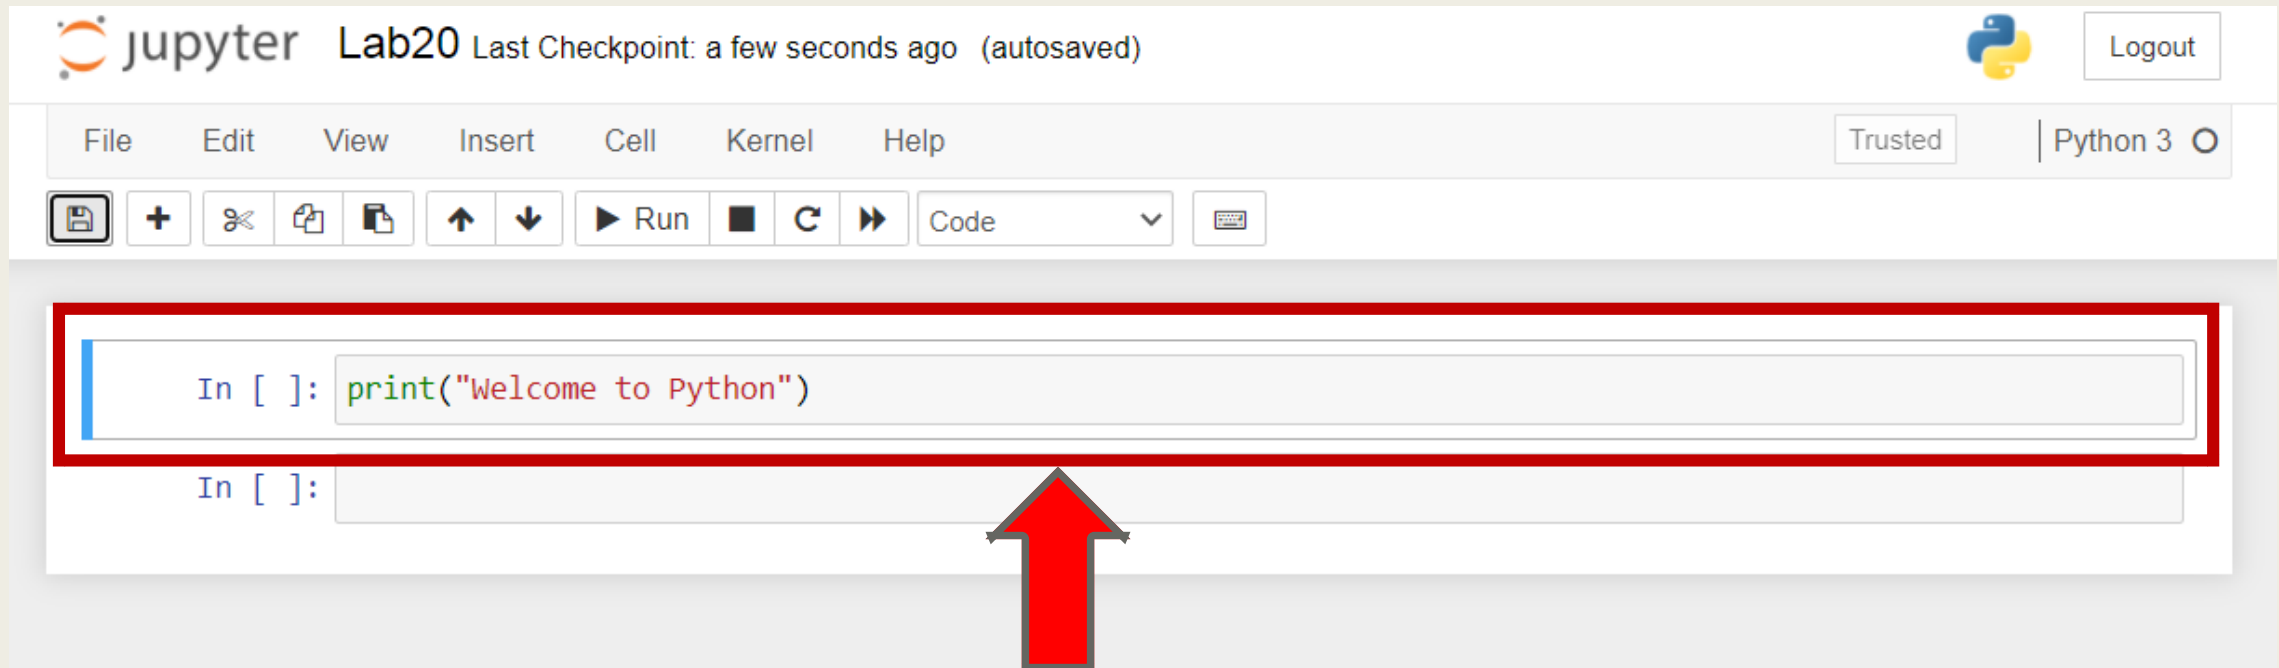 jupyter Lab20 Last Checkpoint: a few seconds ago (autosaved) Logout
File Edit View Insert Cell Kernel Help Trusted Python 3
Run Code
In [ ]: print("Welcome to Python")
In [ ]: